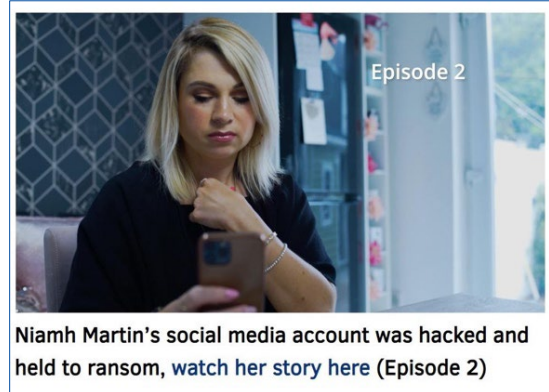 Episode 2
Niamh Martin’s social media account was hacked and
held to ransom, watch her story here (Episode 2)